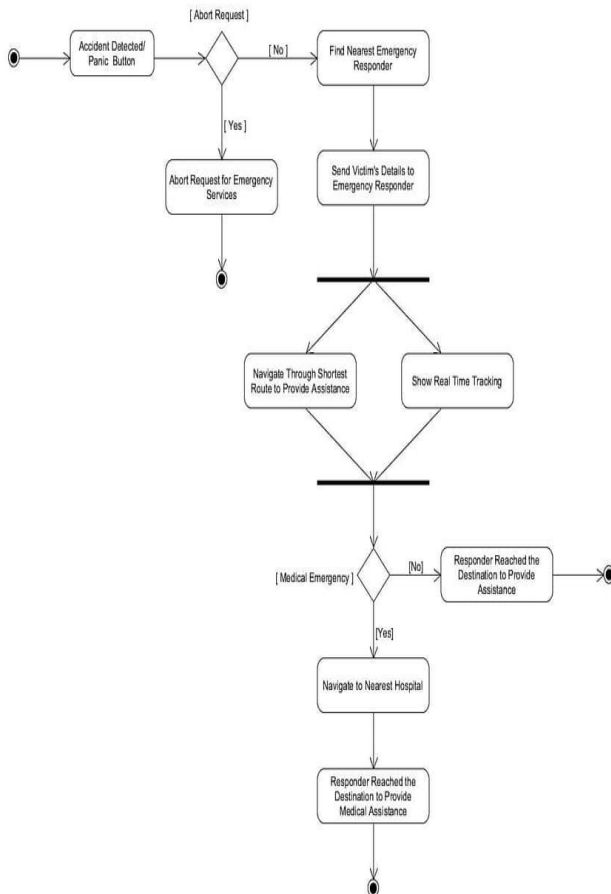 [ Abort Request ]
Accident Detected/
Panic Button
[ No ]
Find Nearest Emergency
Responder
[ Yes ]
Abort Request for Emergency
Services
Send Victim's Details to
Emergency Responder
Navigate Through Shortest
Route to Provide Assistance
Show Real Time Tracking
[ Medical Emergency ]
[No]
Responder Reached the
Destination to Provide
Assistance
[Yes]
Navigate to Nearest Hospital
Responder Reached the
Destination to Provide
Medical Assistance